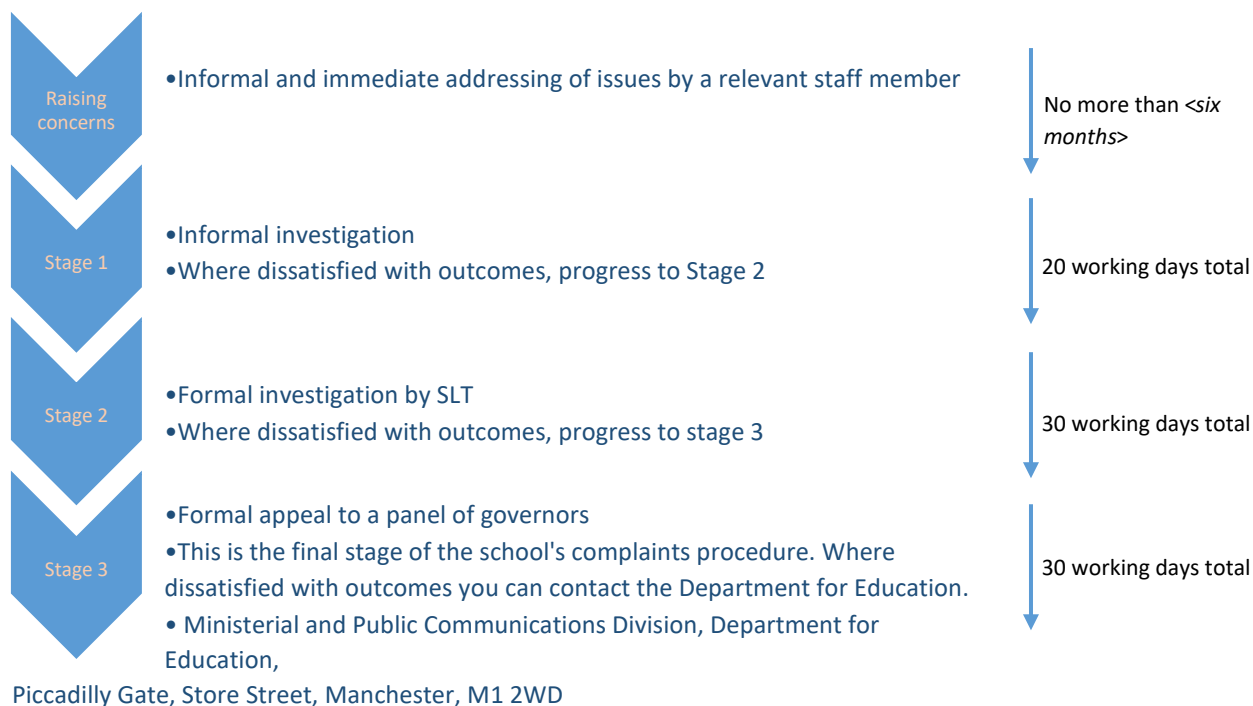 Raising
concerns
•Informal and immediate addressing of issues by a relevant staff member
No more than <six
months>
Stage 1
•Informal investigation
•Where dissatisfied with outcomes, progress to Stage 2
20 working days total
Stage 2
•Formal investigation by SLT
•Where dissatisfied with outcomes, progress to stage 3
30 working days total
Stage 3
•Formal appeal to a panel of governors
•This is the final stage of the school's complaints procedure. Where
dissatisfied with outcomes you can contact the Department for Education.
• Ministerial and Public Communications Division, Department for
Education,
30 working days total
Piccadilly Gate, Store Street, Manchester, M1 2WD